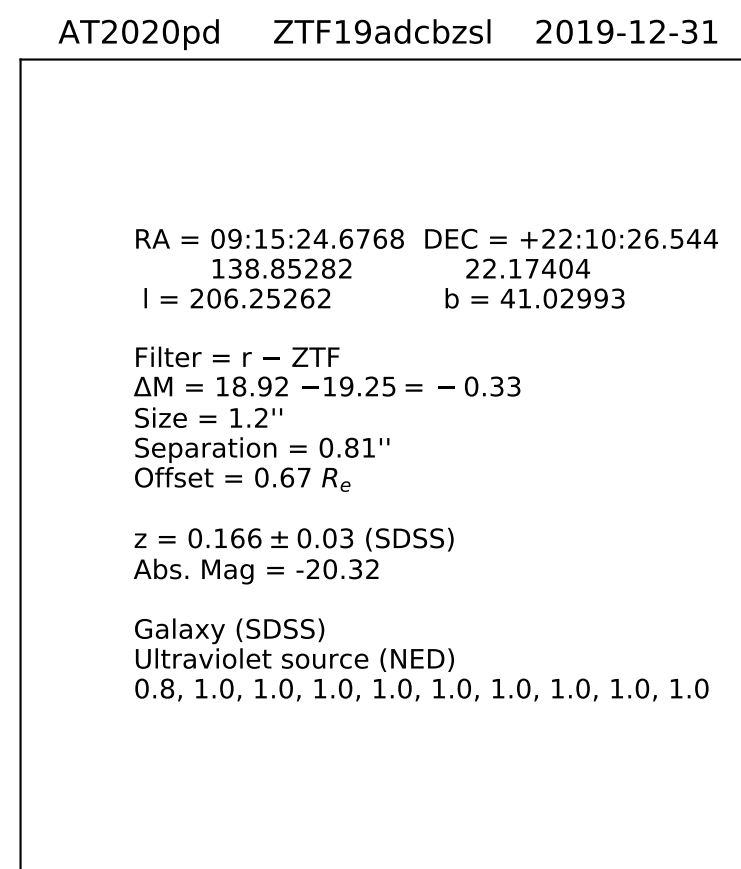 AT2020pd ZTF19adcbzsl 2019-12-31
RA = 09:15:24.6768 DEC = +22:10:26.544
138.85282 22.17404
l = 206.25262 b = 41.02993
Filter = r − ZTF
ΔM = 18.92 −19.25 = − 0.33
Size = 1.2''
Separation = 0.81''
Offset = 0.67 Rₑ
z = 0.166 ± 0.03 (SDSS)
Abs. Mag = -20.32
Galaxy (SDSS)
Ultraviolet source (NED)
0.8, 1.0, 1.0, 1.0, 1.0, 1.0, 1.0, 1.0, 1.0, 1.0